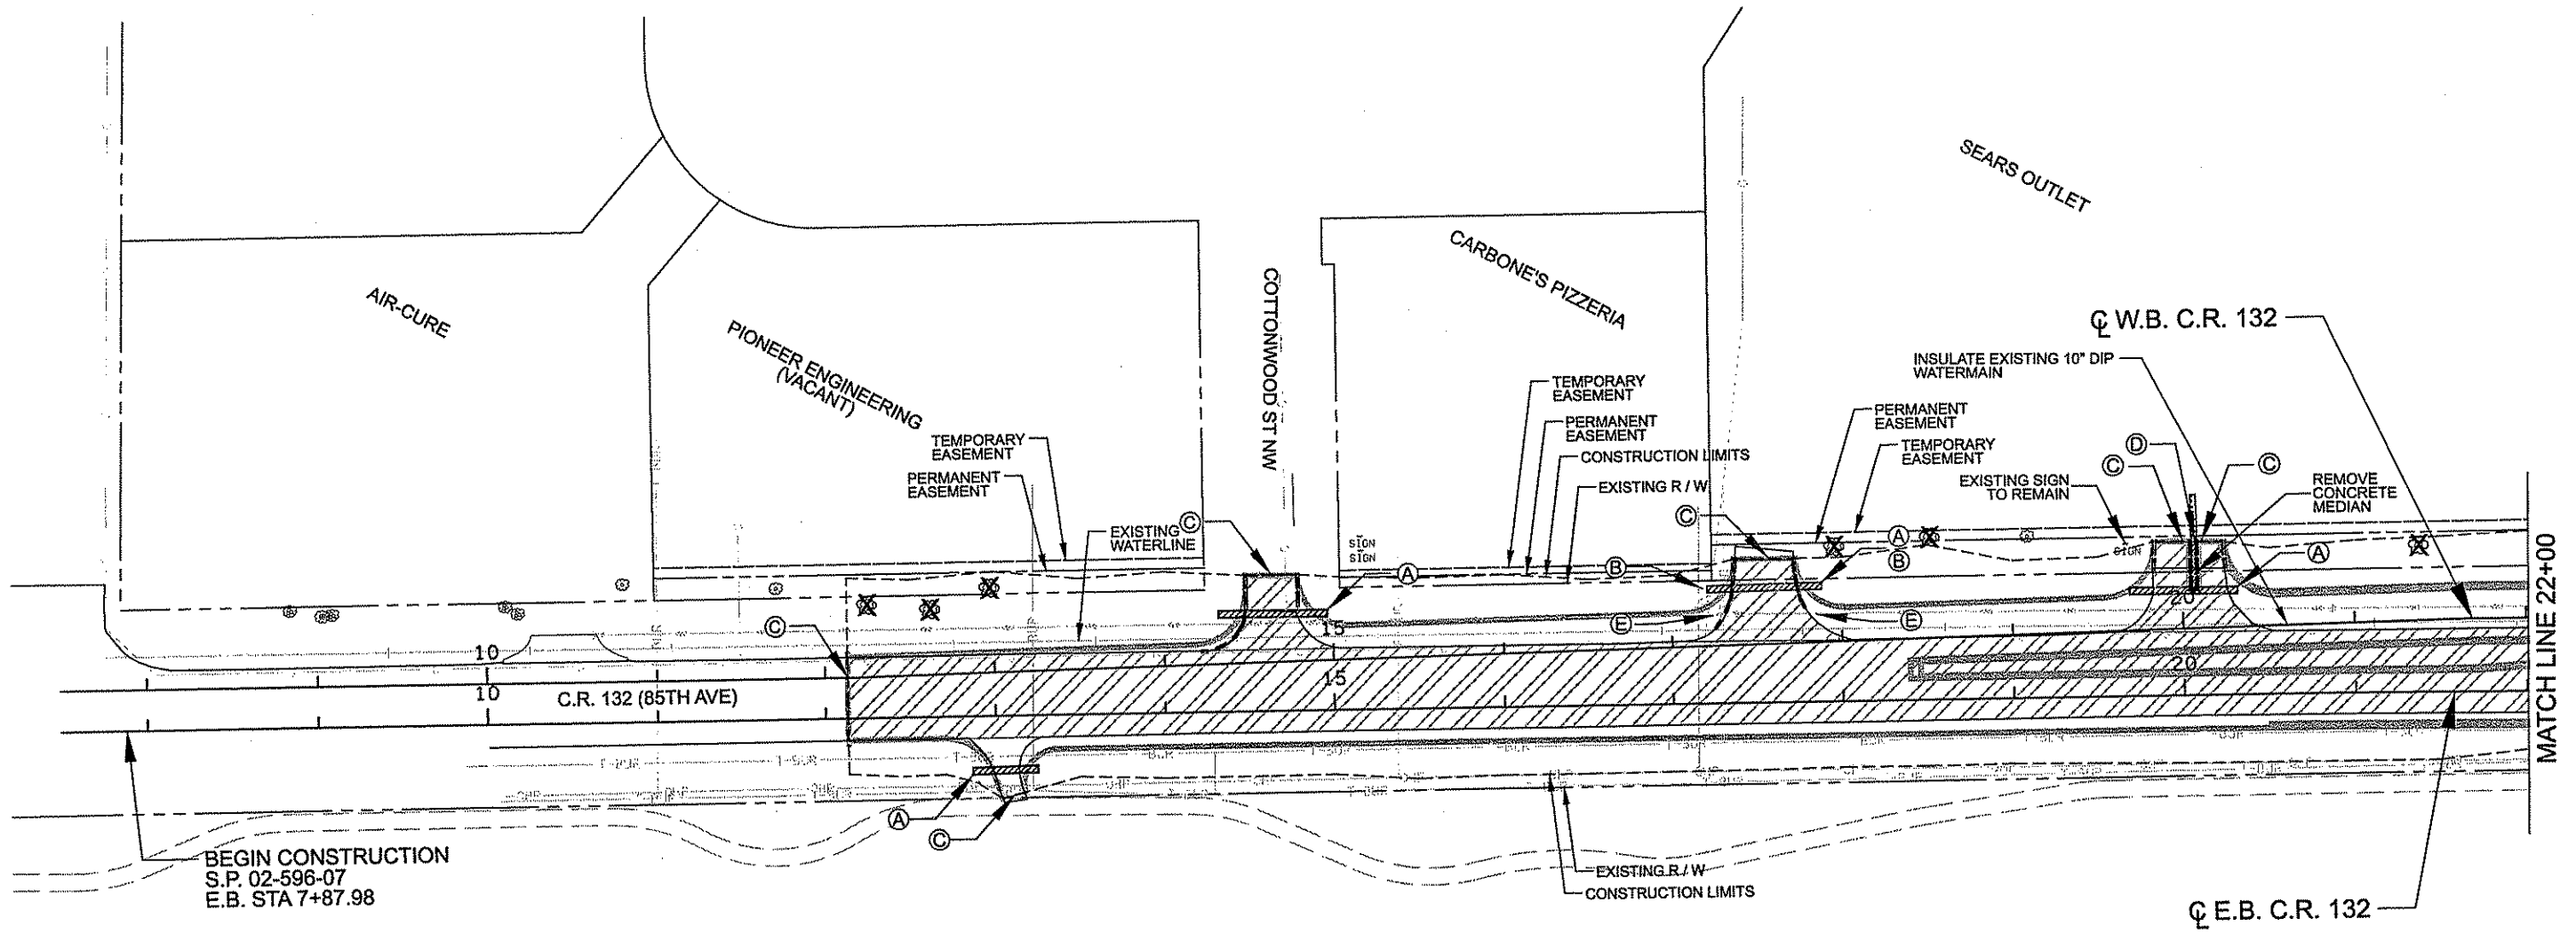 SEARS OUTLET
CARBONE'S PIZZERIA
AIR-CURE
PIONEER ENGINEERING
(VACANT)
COTTONWOOD ST NW
℄ W.B. C.R. 132
INSULATE EXISTING 10" DIP
WATERMAIN
TEMPORARY
EASEMENT
PERMANENT
EASEMENT
CONSTRUCTION LIMITS
EXISTING R / W
PERMANENT
EASEMENT
TEMPORARY
EASEMENT
EXISTING SIGN
TO REMAIN
D
C
C
REMOVE
CONCRETE
MEDIAN
TEMPORARY
EASEMENT
PERMANENT
EASEMENT
EXISTING
WATERLINE
C
C
SIGN
SIGN
A
B
SIGN
A
A
B
E
E
C
10
15
20
10
15
20
C.R. 132 (85TH AVE)
MATCH LINE 22+00
A
C
BEGIN CONSTRUCTION
S.P. 02-596-07
E.B. STA 7+87.98
EXISTING R / W
CONSTRUCTION LIMITS
℄ E.B. C.R. 132